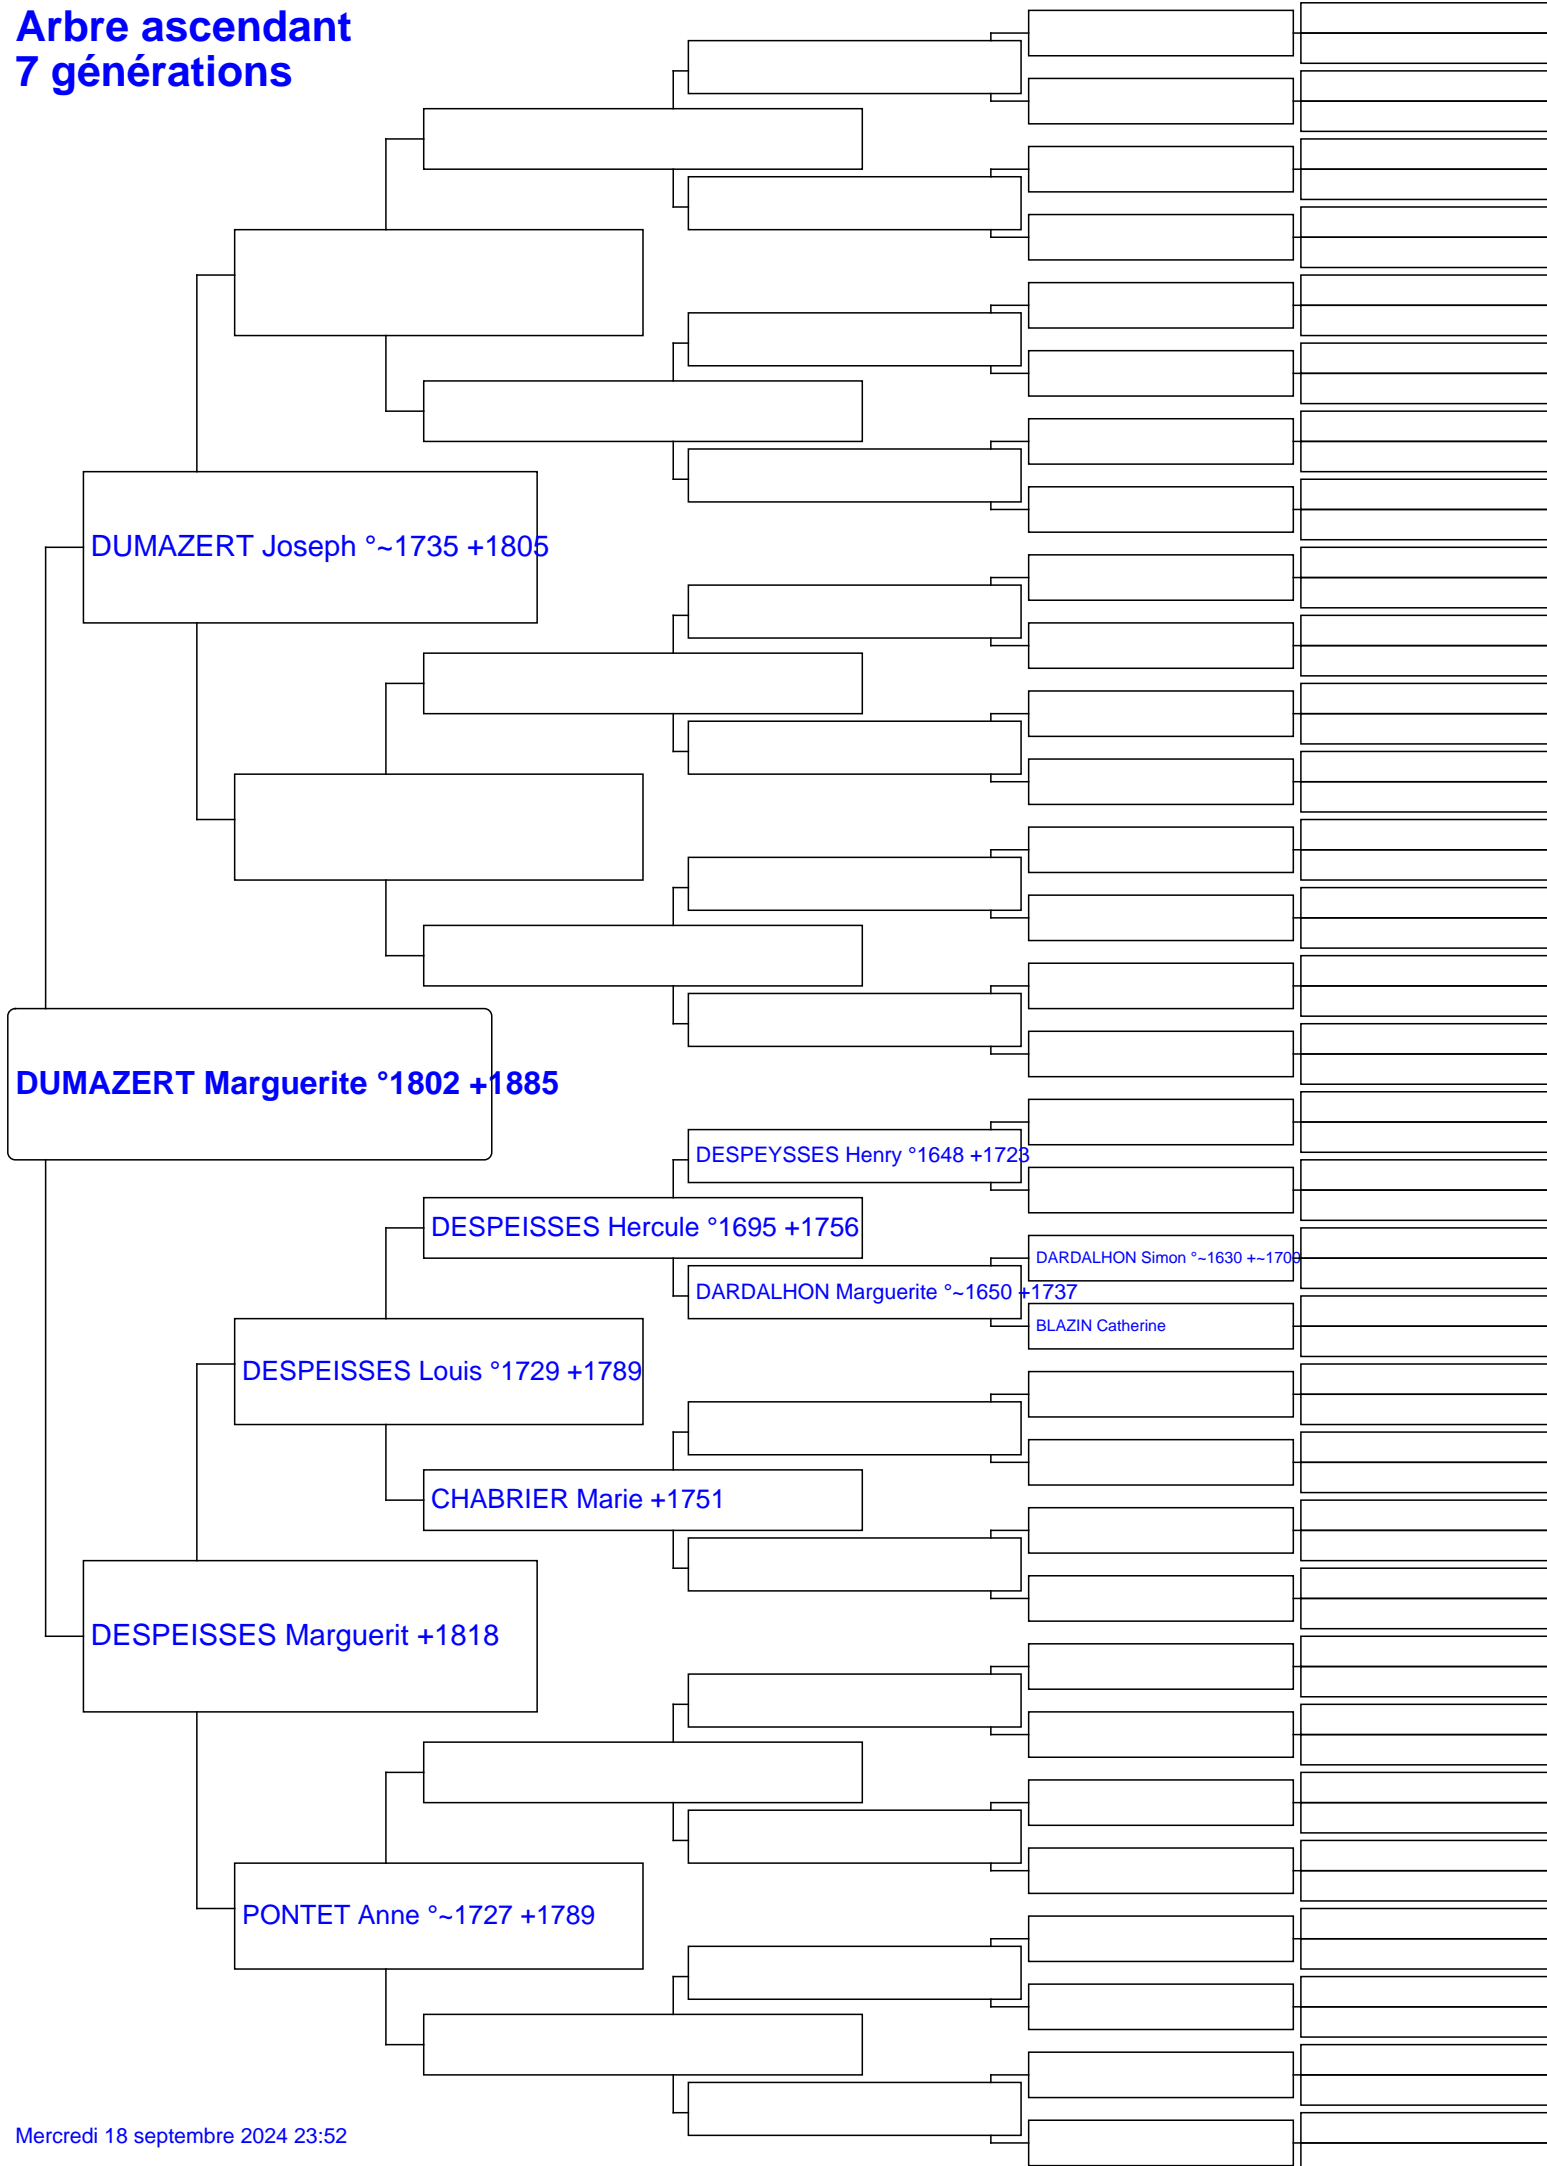 Arbre ascendant
7 générations
DUMAZERT Joseph °~1735 +1805
DUMAZERT Marguerite °1802 +1885
DESPEYSSES Henry °1648 +1723
DESPEISSES Hercule °1695 +1756
DARDALHON Simon °~1630 +~1700
DARDALHON Marguerite °~1650 +1737
BLAZIN Catherine
DESPEISSES Louis °1729 +1789
CHABRIER Marie +1751
DESPEISSES Marguerit +1818
PONTET Anne °~1727 +1789
Mercredi 18 septembre 2024 23:52